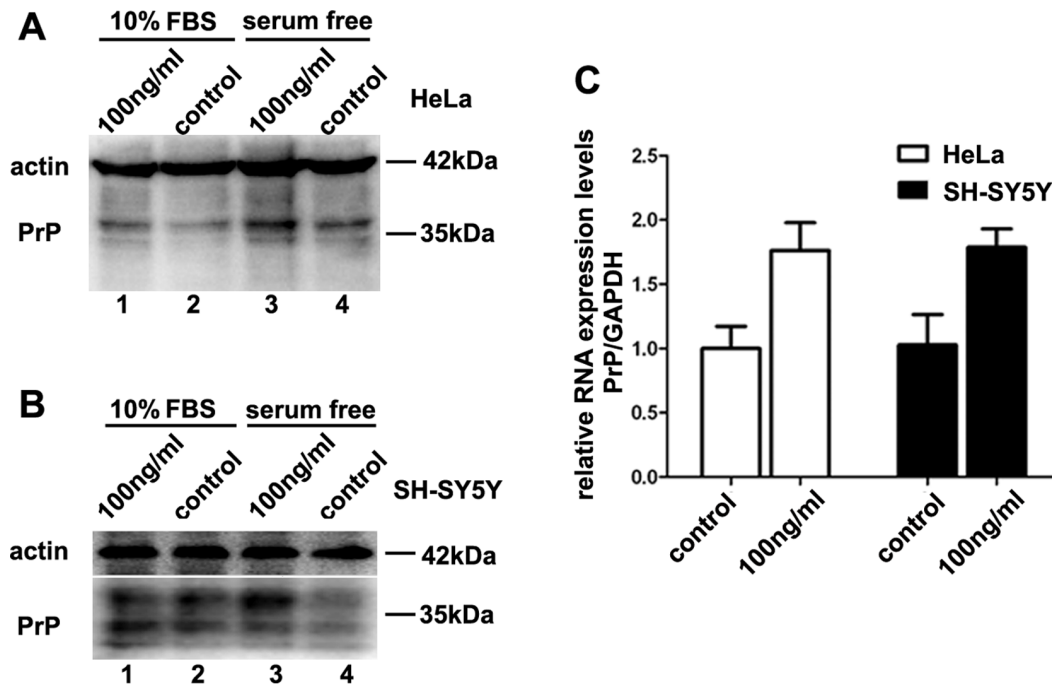 A
10% FBS serum free
100ng/ml control 100ng/ml control
HeLa
actin
42kDa
PrP
35kDa
1 2 3 4
B
10% FBS serum free
100ng/ml control 100ng/ml control
SH-SY5Y
actin
42kDa
PrP
35kDa
1 2 3 4
C
relative RNA expression levels
PrP/GAPDH
HeLa
SH-SY5Y
2.5
2.0
1.5
1.0
0.5
0.0
control 100ng/ml control 100ng/ml